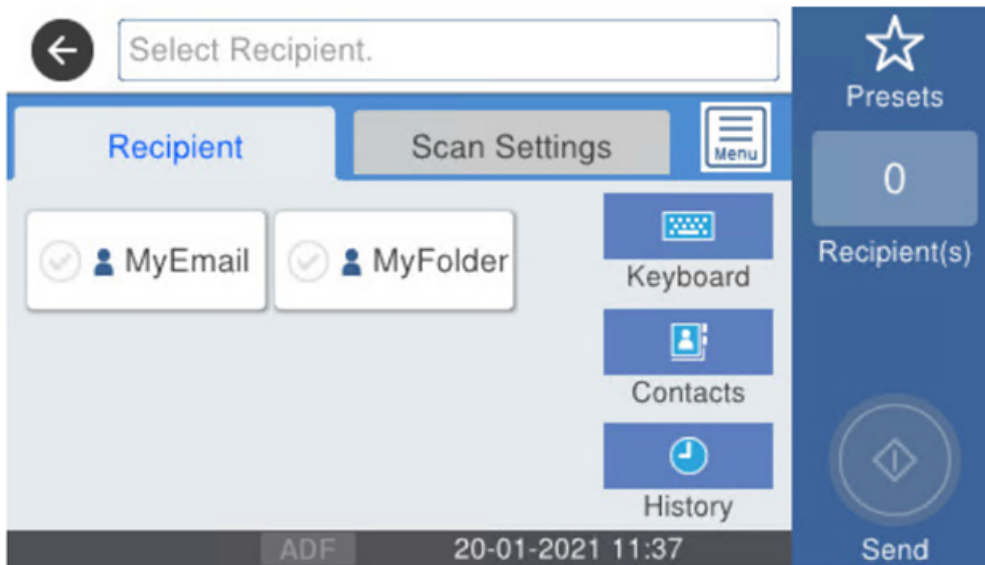 Select Recipient.
Presets
Recipient
Scan Settings
Menu
0
Recipient(s)
MyEmail
MyFolder
Keyboard
Contacts
History
ADF
20-01-2021 11:37
Send